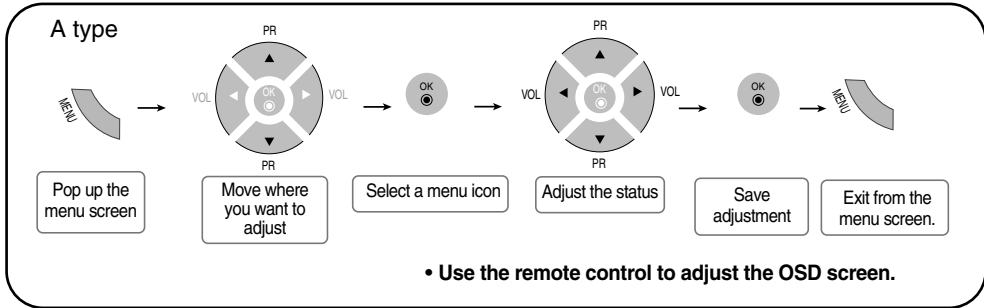 A type
MENU
PR
VOL
OK
VOL
PR
OK
PR
VOL
OK
VOL
PR
OK
MENU
Pop up the
menu screen
Move where
you want to
adjust
Select a menu icon
Adjust the status
Save
adjustment
Exit from the
menu screen.
• Use the remote control to adjust the OSD screen.